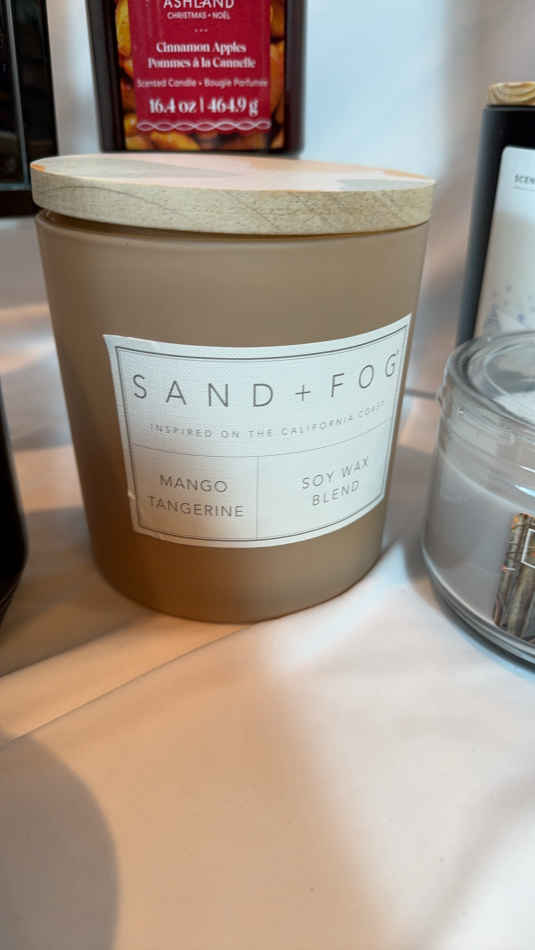 ASHLAND
CHRISTMAS • NOËL
Cinnamon Apples
Pommes à la Cannelle
Scented Candle • Bougie Parfumée
16.4 oz | 464.9 g
SAND + FOG
INSPIRED ON THE CALIFORNIA COAST
MANGO
TANGERINE
SOY WAX
BLEND